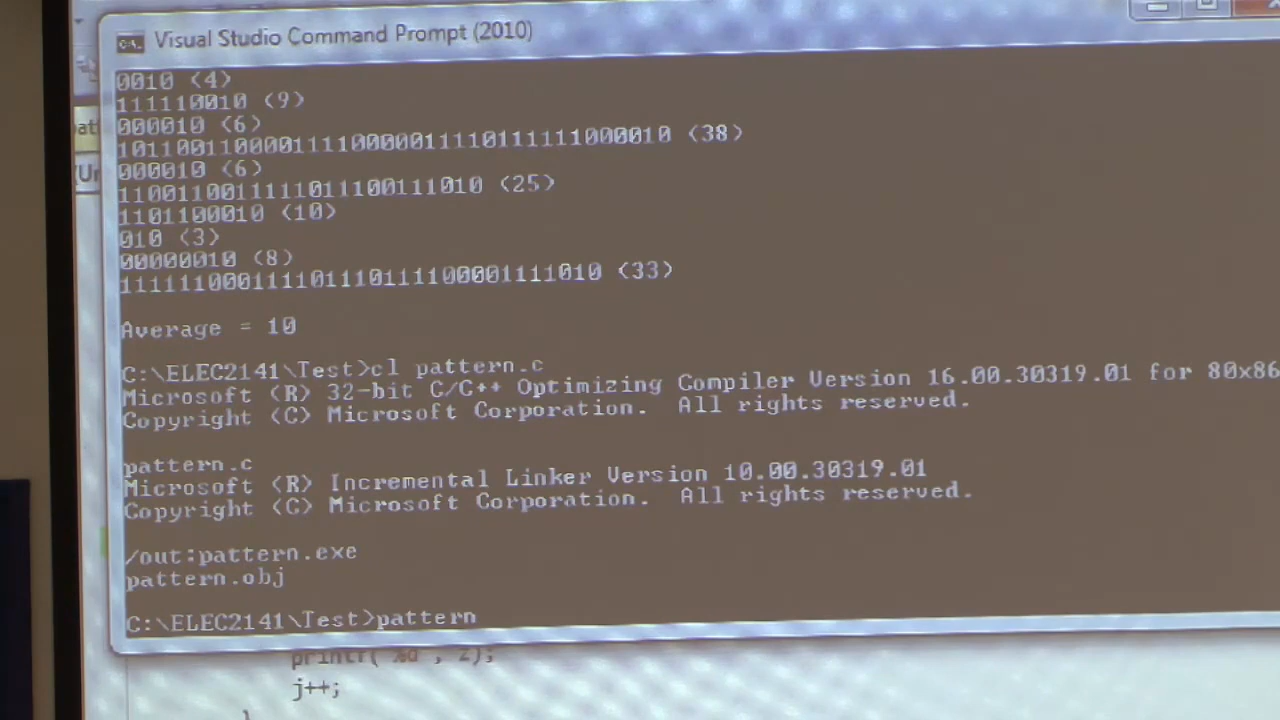 Visual Studio Command Prompt (2010)
0010 (4)
111110010 (9)
000010 (6)
10110011000011110000011110111111000010 (38)
000010 (6)
1100110011111011100111010 (25)
1101100010 (10)
010 (3)
00000010 (8)
111111000111101110111100001111010 (33)
Average = 10
C:\ELEC2141\Test>cl pattern.c
Microsoft (R) 32-bit C/C++ Optimizing Compiler Version 16.00.30319.01 for 80x86
Copyright (C) Microsoft Corporation. All rights reserved.
pattern.c
Microsoft (R) Incremental Linker Version 10.00.30319.01
Copyright (C) Microsoft Corporation. All rights reserved.
/out:pattern.exe
pattern.obj
C:\ELEC2141\Test>pattern
j++;